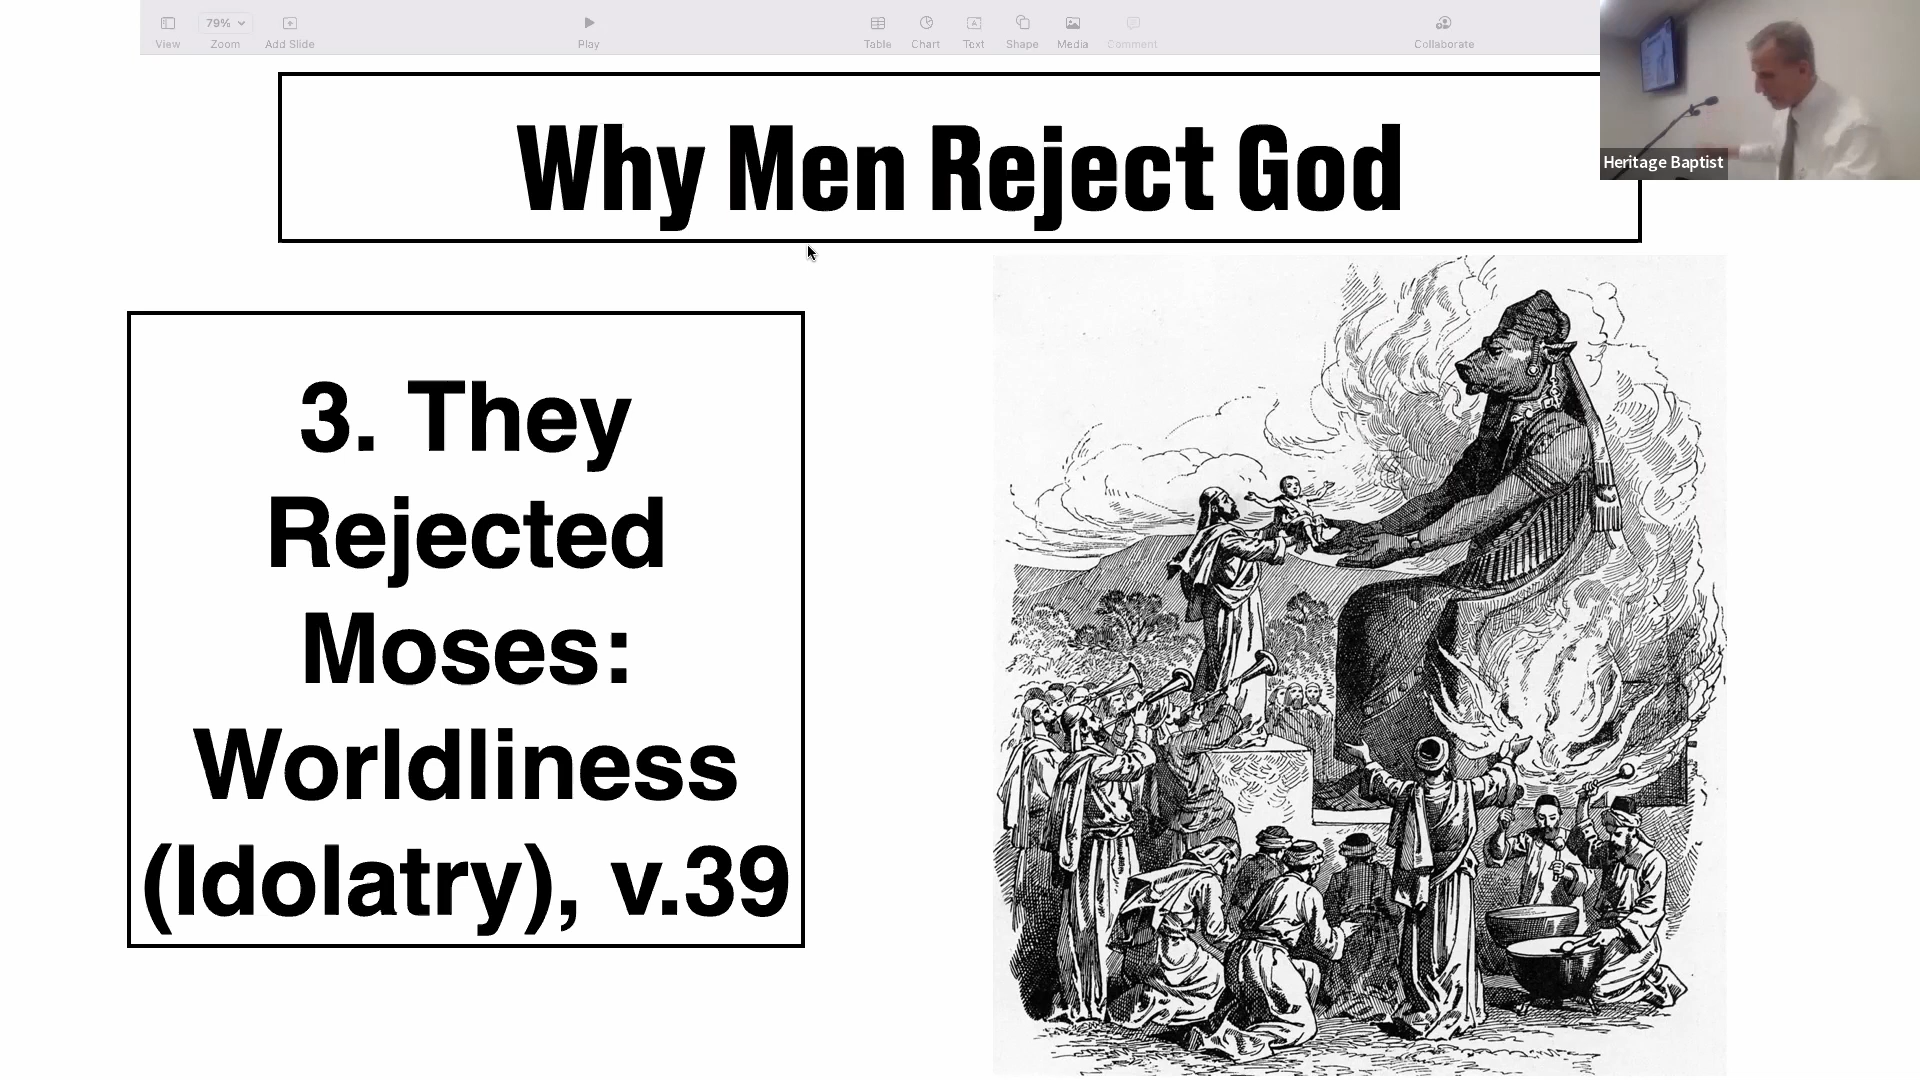 79%
View
Zoom
Add Slide
Play
Table
Chart
Text
Shape
Media
Comment
Collaborate
Heritage Baptist
Why Men Reject God
3. They
Rejected
Moses:
Worldliness
(Idolatry), v.39